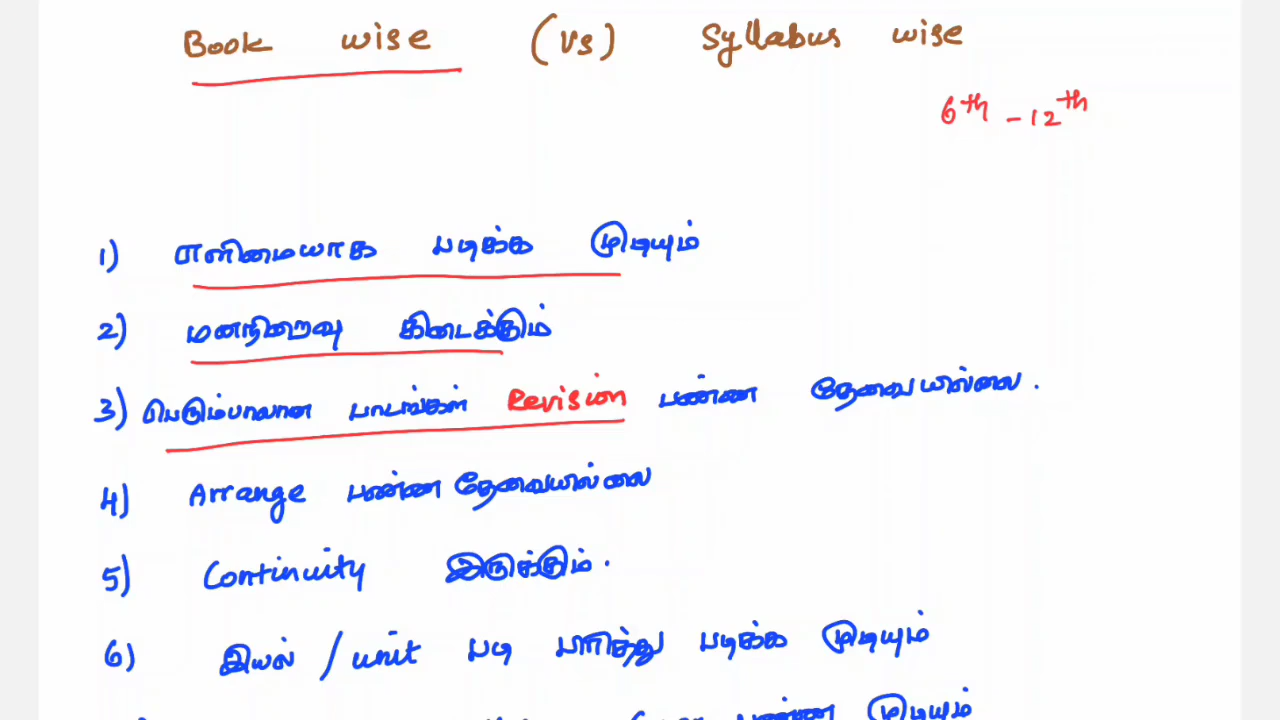 Book wise (Vs) Syllabus wise
6th - 12th
1) எளிமையாக படிக்க முடியும்
2) மனநிறைவு கிடைக்கும்
3) பெரும்பாலான பாடங்கள் Revision பண்ண தேவையில்லை.
4) Arrange பண்ண தேவையில்லை
5) Continuity இருக்கும்.
6) இயல் / unit படி பிரித்து படிக்க முடியும்
பண்ண முடியும்